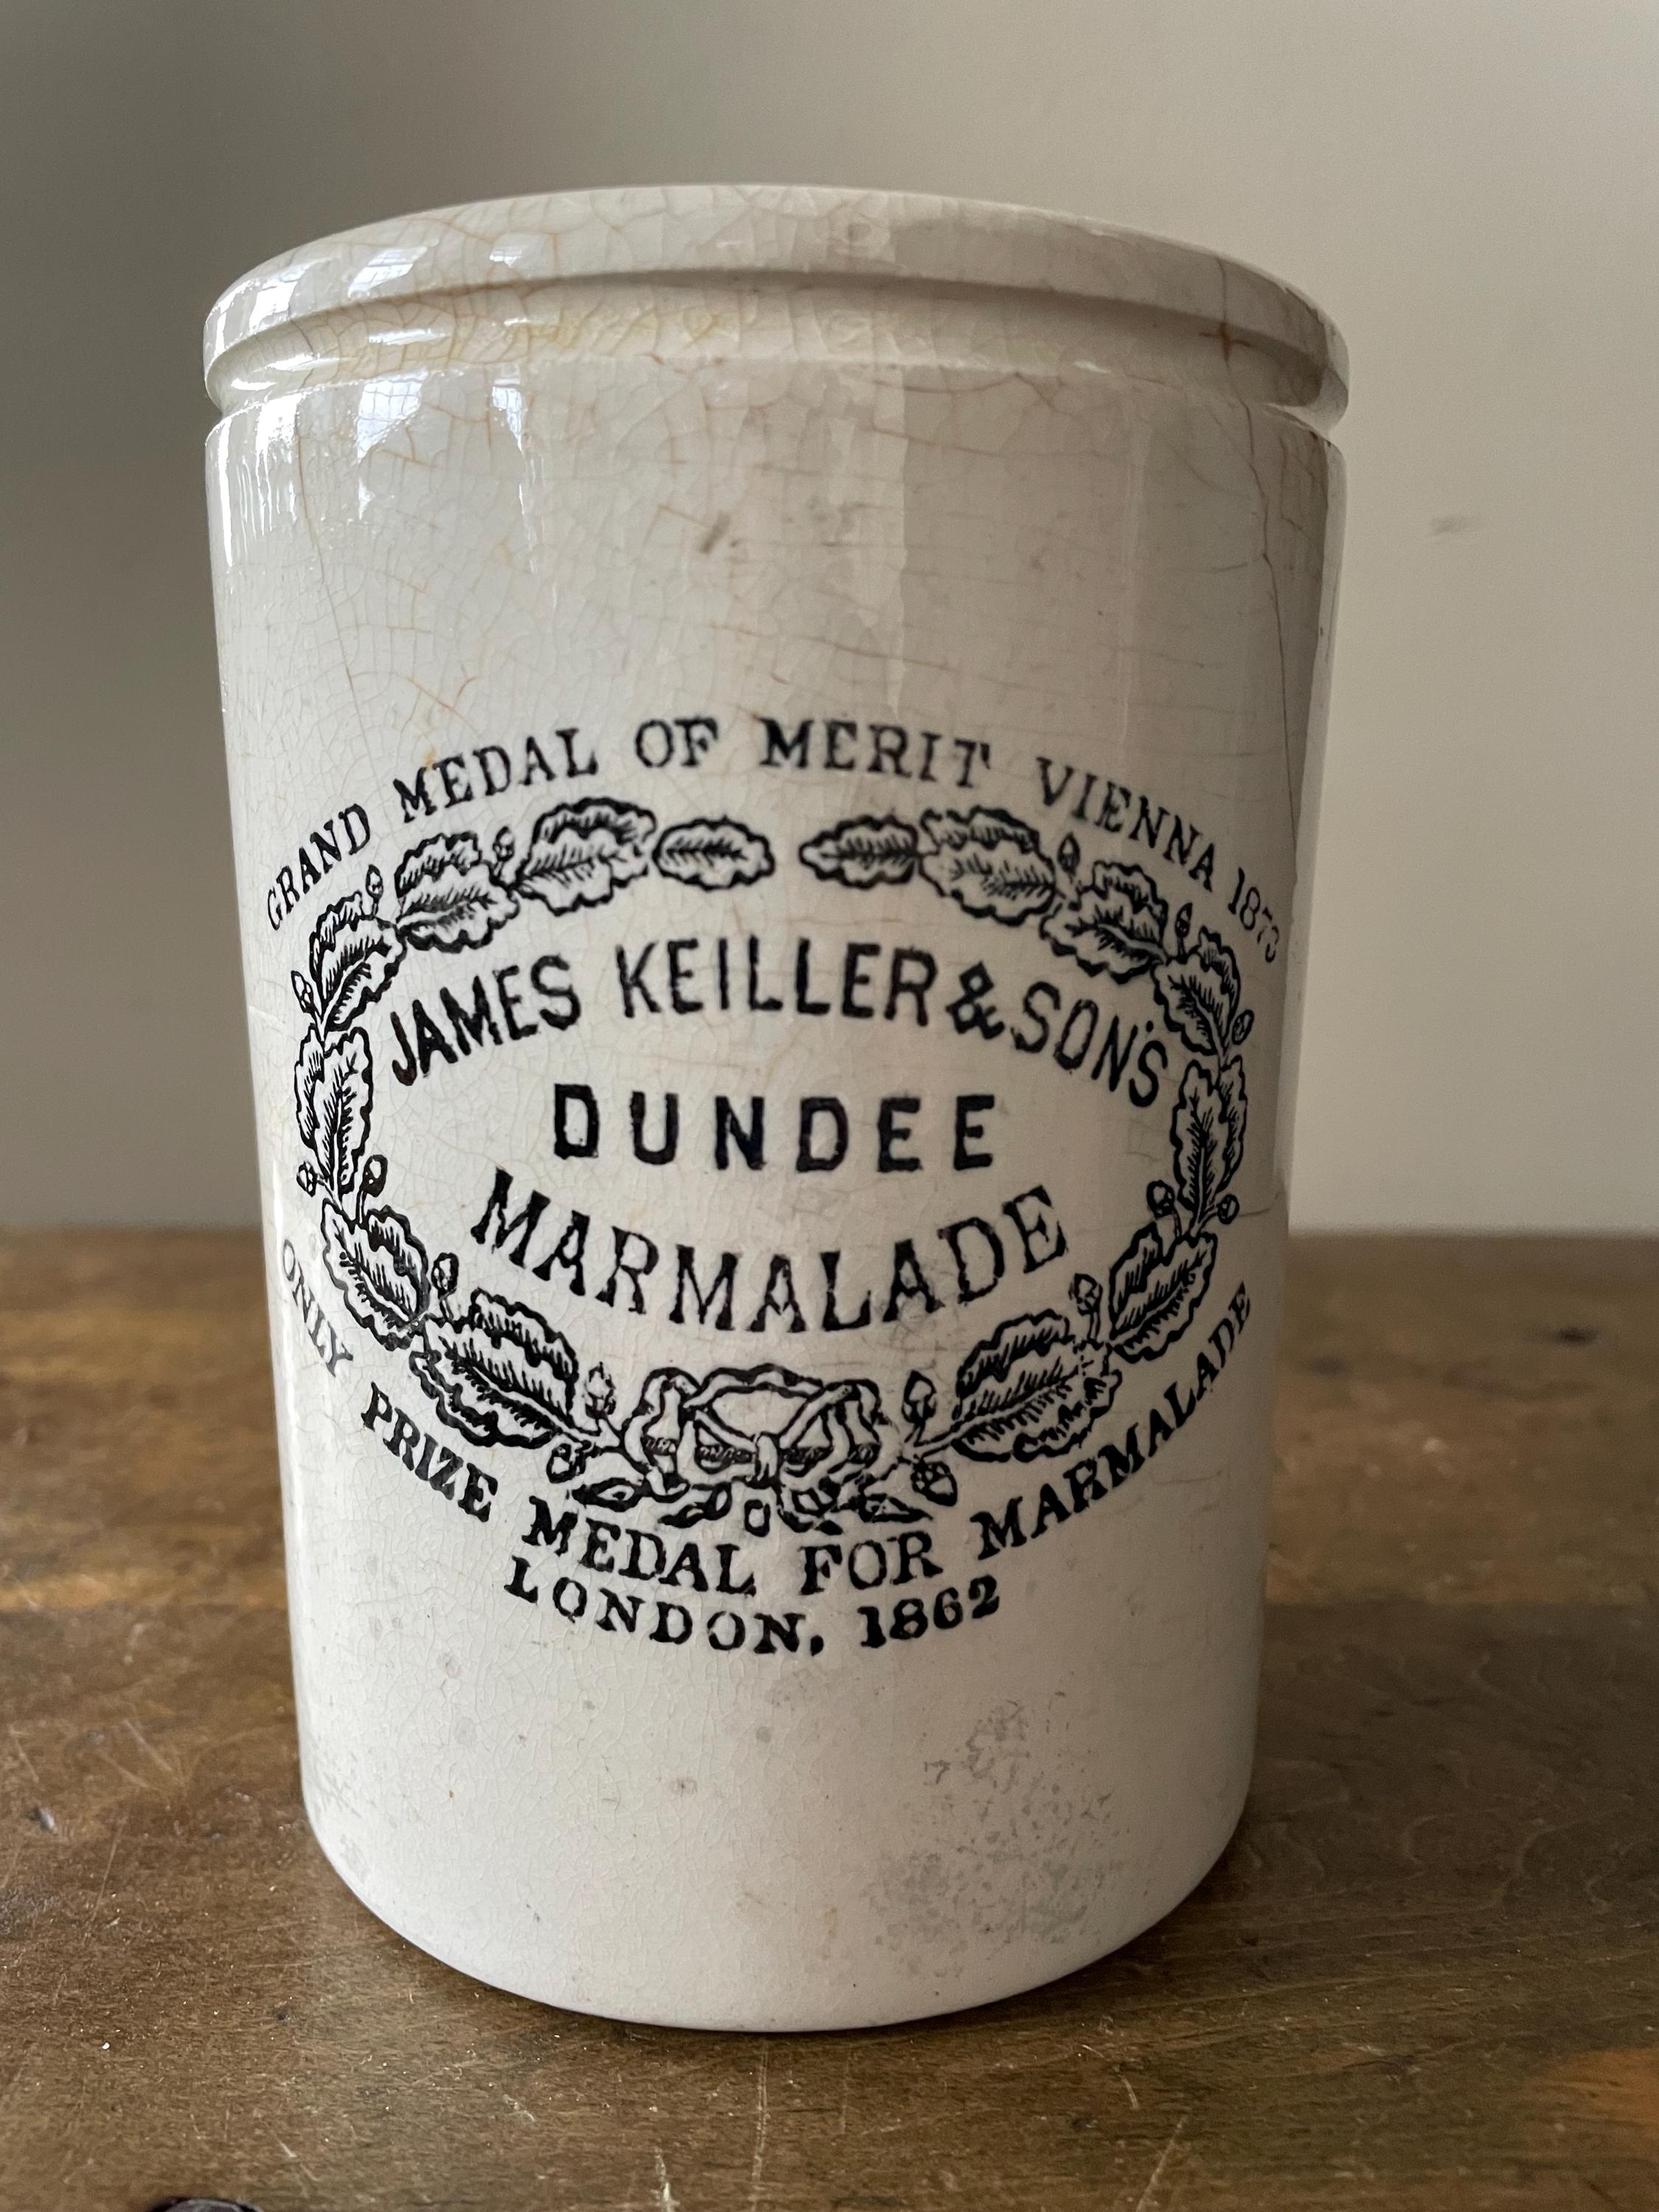 GRAND MEDAL OF MERIT VIENNA 1873
JAMES KEILLER & SON'S
DUNDEE
MARMALADE
ONLY PRIZE MEDAL FOR MARMALADE
LONDON, 1862